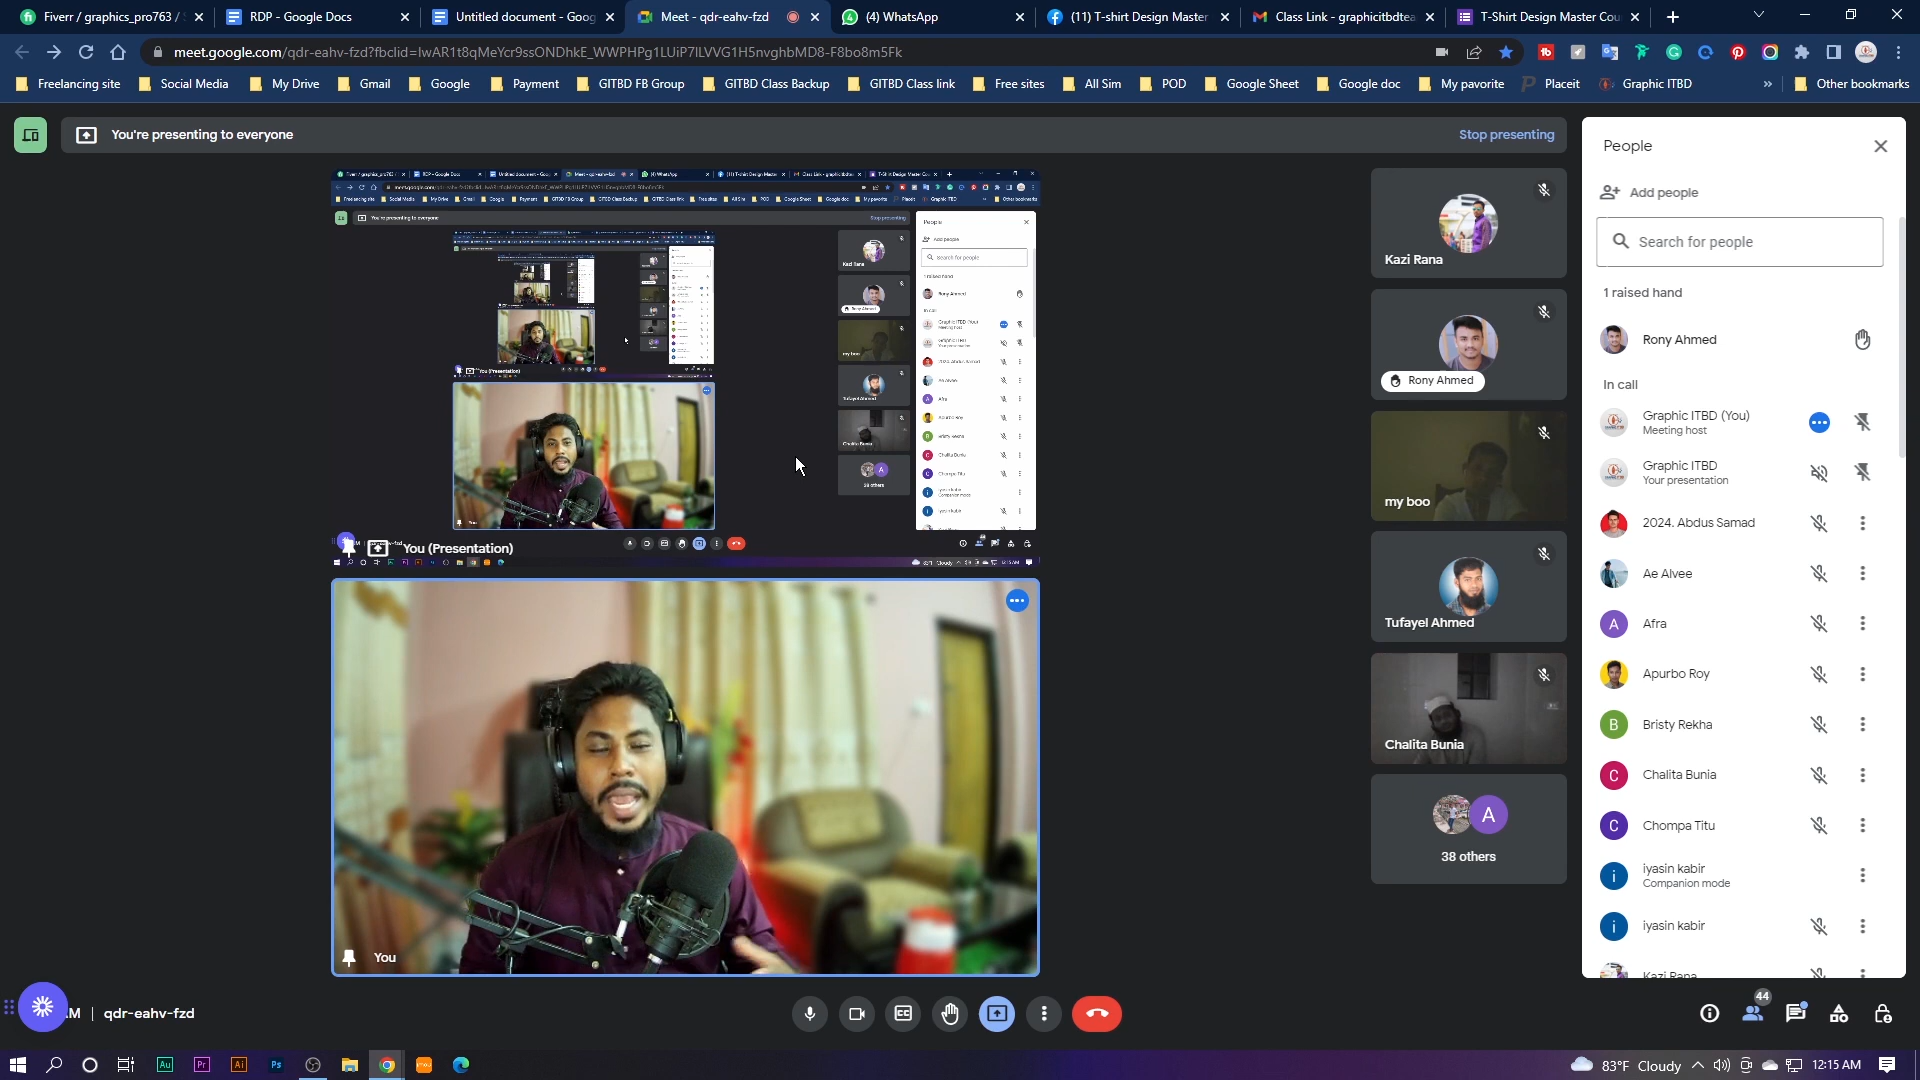 Fiverr / graphics_pro763 /
RDP - Google Docs
Untitled document - Goog
Meet - qdr-eahv-fzd
(4) WhatsApp
(11) T-shirt Design Master
Class Link - graphicitbdtea
T-Shirt Design Master Cou
meet.google.com/qdr-eahv-fzd?fbclid=IwAR1t8qMeYcr9ssONDhkE_WWPHPg1LUiP7lLVVG1H5nvghbMD8-F8bo8m5Fk
Freelancing site
Social Media
My Drive
Gmail
Google
Payment
GITBD FB Group
GITBD Class Backup
GITBD Class link
Free sites
All Sim
POD
Google Sheet
Google doc
My pavorite
Placeit
Graphic ITBD
Other bookmarks
You're presenting to everyone
Stop presenting
You (Presentation)
You
Kazi Rana
Rony Ahmed
my boo
Tufayel Ahmed
Chalita Bunia
A
38 others
People
Add people
Search for people
1 raised hand
Rony Ahmed
In call
Graphic ITBD (You)
Meeting host
Graphic ITBD
Your presentation
2024. Abdus Samad
Ae Alvee
A
Afra
Apurbo Roy
B
Bristy Rekha
C
Chalita Bunia
C
Chompa Titu
i
iyasin kabir
Companion mode
i
iyasin kabir
Kazi Rana
AM | qdr-eahv-fzd
44
Au
Pr
Ai
Ps
83°F Cloudy
12:15 AM